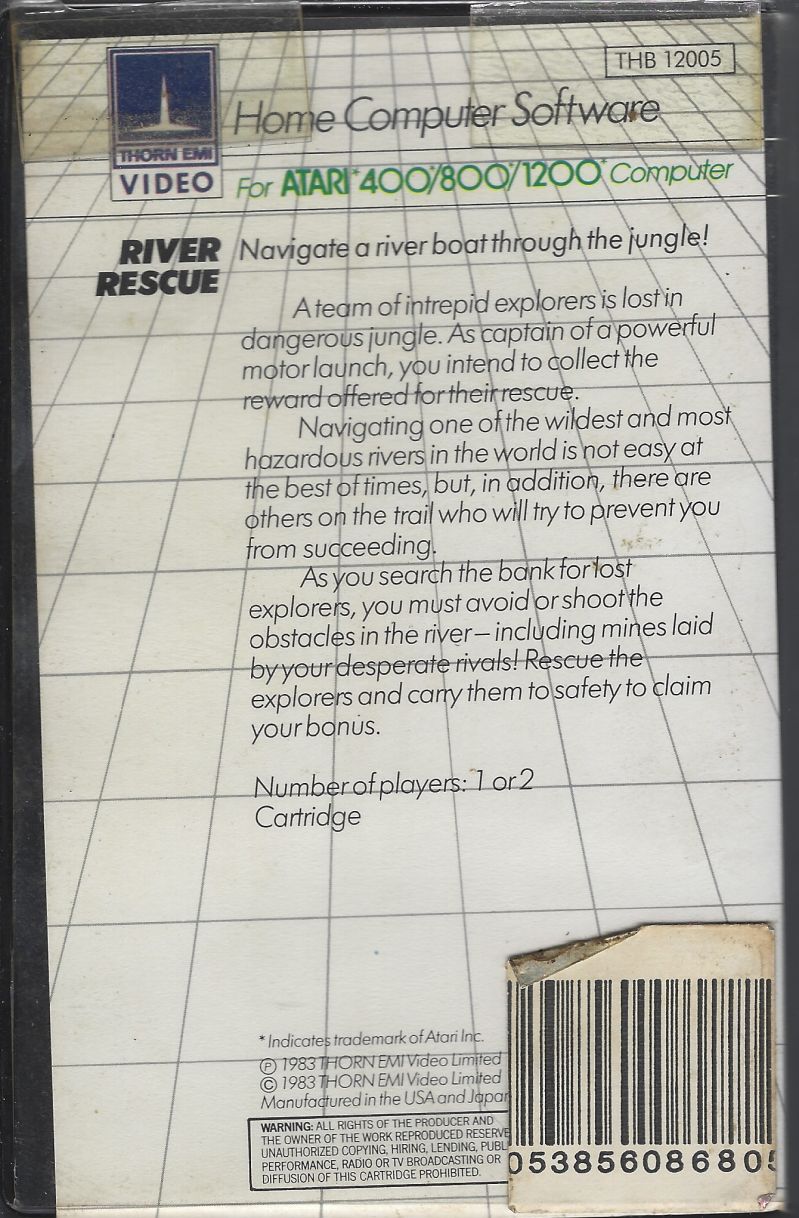 THB 12005
Home Computer Software
THORN EMI
VIDEO
For ATARI* 400*/800*/1200* Computer
RIVER
RESCUE
Navigate a river boat through the jungle!
A team of intrepid explorers is lost in
dangerous jungle. As captain of a powerful
motor launch, you intend to collect the
reward offered for their rescue.
Navigating one of the wildest and most
hazardous rivers in the world is not easy at
the best of times, but, in addition, there are
others on the trail who will try to prevent you
from succeeding.
As you search the bank for lost
explorers, you must avoid or shoot the
obstacles in the river – including mines laid
by your desperate rivals! Rescue the
explorers and carry them to safety to claim
your bonus.
Number of players: 1 or 2
Cartridge
* Indicates trademark of Atari Inc.
Ⓟ 1983 THORN EMI Video Limited
© 1983 THORN EMI Video Limited
Manufactured in the USA and Japan
WARNING: ALL RIGHTS OF THE PRODUCER AND
THE OWNER OF THE WORK REPRODUCED RESERVE
UNAUTHORIZED COPYING, HIRING, LENDING, PUBL
PERFORMANCE, RADIO OR TV BROADCASTING OR
DIFFUSION OF THIS CARTRIDGE PROHIBITED.
053856086805